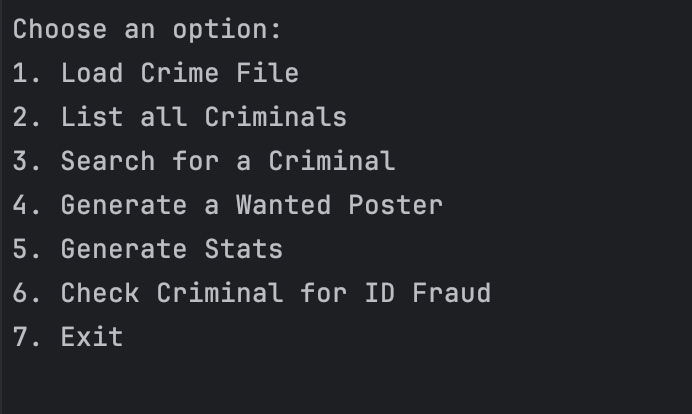 Choose an option:
1. Load Crime File
2. List all Criminals
3. Search for a Criminal
4. Generate a Wanted Poster
5. Generate Stats
6. Check Criminal for ID Fraud
7. Exit